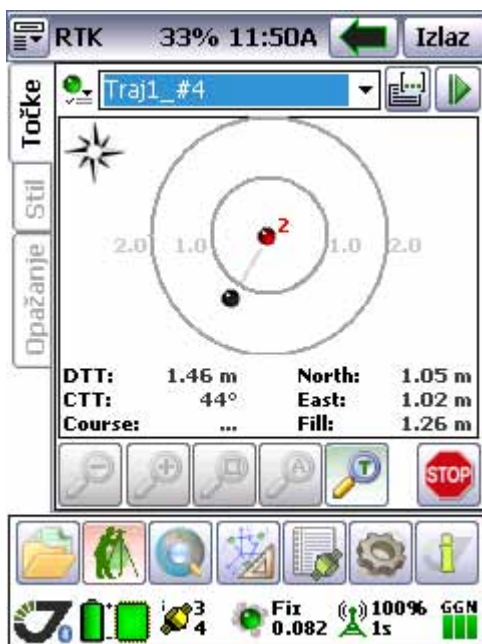 RTK 33% 11:50A Izlaz
Točke
Stil
Opažanje
Traj1_#4
2
2.0 1.0 1.0 2.0
DTT: 1.46 m North: 1.05 m
CTT: 44° East: 1.02 m
Course: ... Fill: 1.26 m
A
T
STOP
i
0
3
4
Fix
0.082
100%
1s
GGN